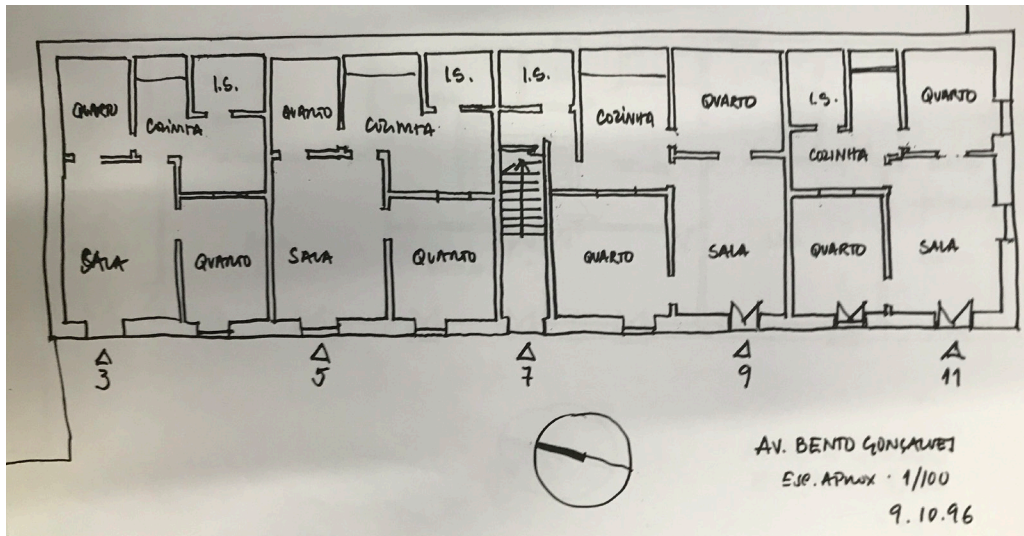 I.S.
I.S.
I.S.
QUARTO
QUARTO
QUARTO
I.S.
QUARTO
COZINHA
COZINHA
COZINHA
COZINHA
SALA
QUARTO
SALA
QUARTO
QUARTO
SALA
QUARTO
SALA
3
5
7
9
11
AV. BENTO GONÇALVES
ESC. APROX. 1/100
9.10.96